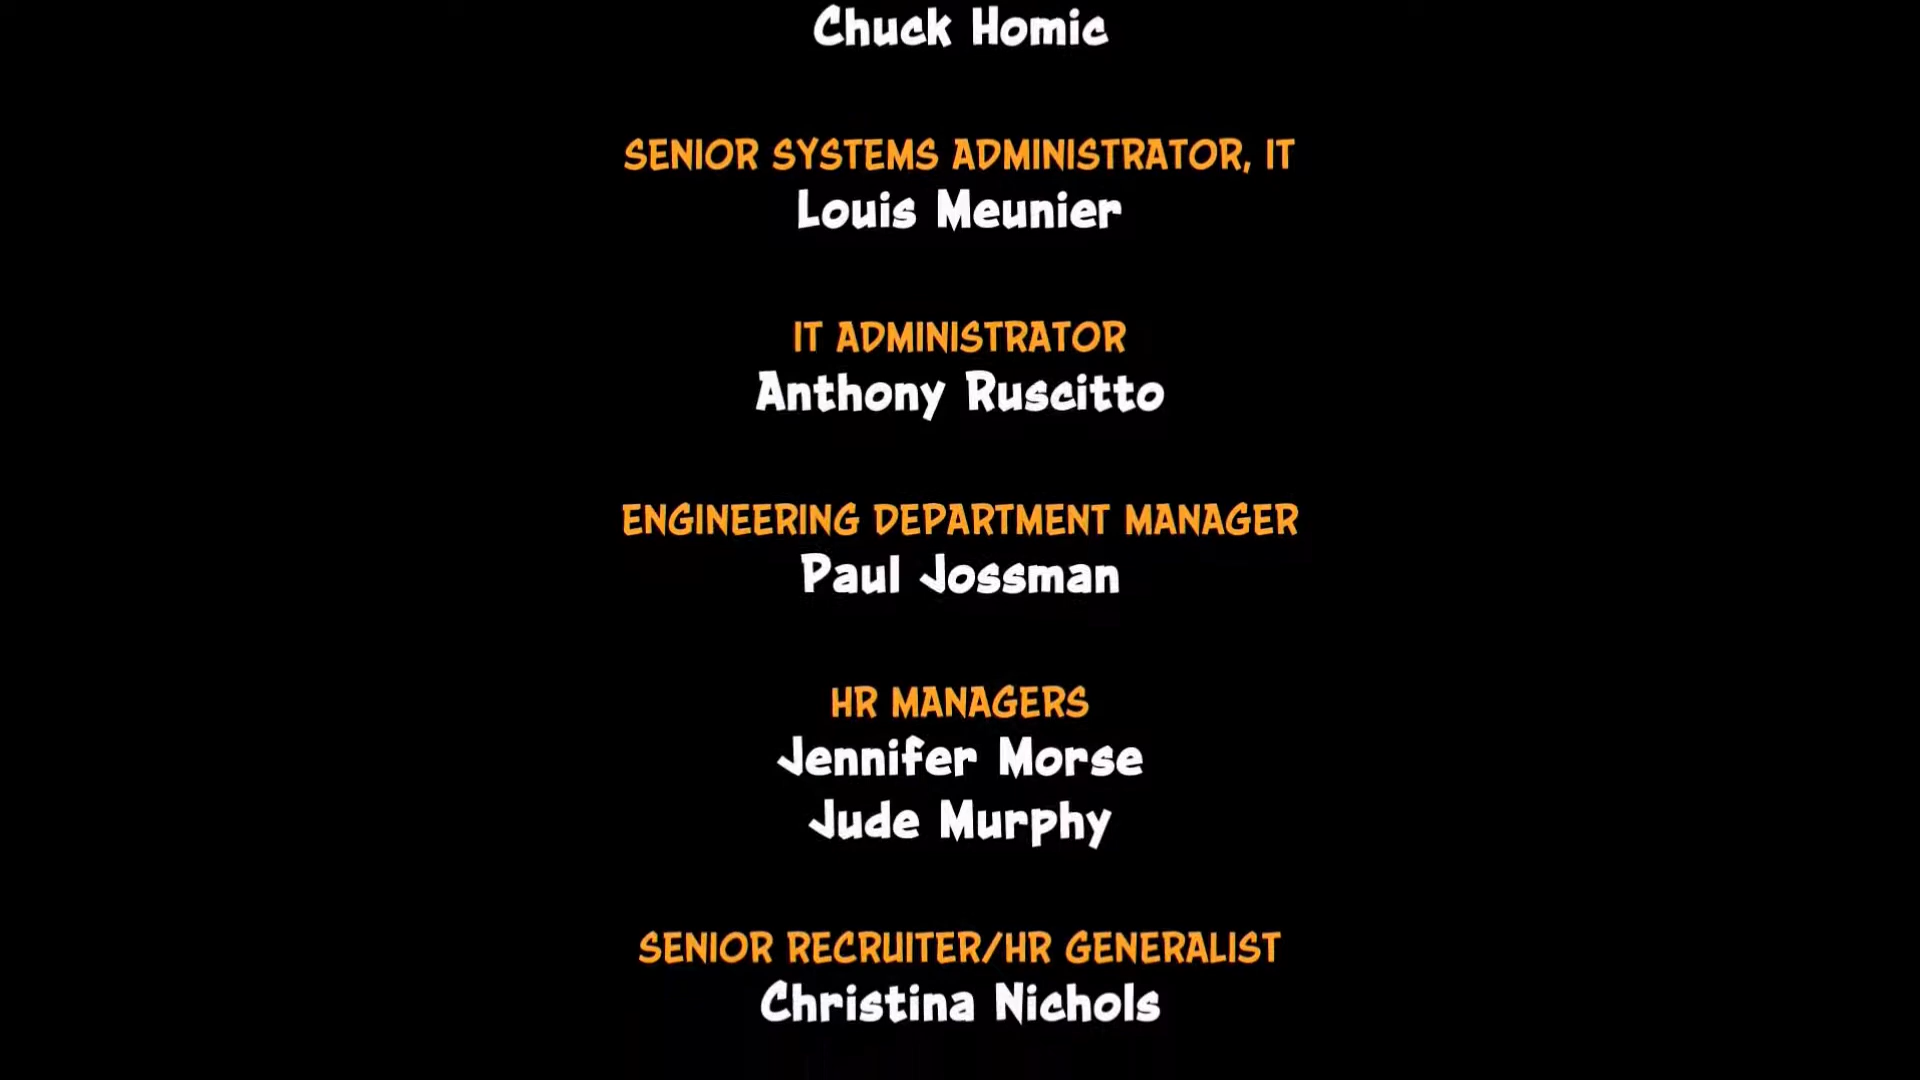 Chuck Homic
SENIOR SYSTEMS ADMINISTRATOR, IT
Louis Meunier
IT ADMINISTRATOR
Anthony Ruscitto
ENGINEERING DEPARTMENT MANAGER
Paul Jossman
HR MANAGERS
Jennifer Morse
Jude Murphy
SENIOR RECRUITER/HR GENERALIST
Christina Nichols